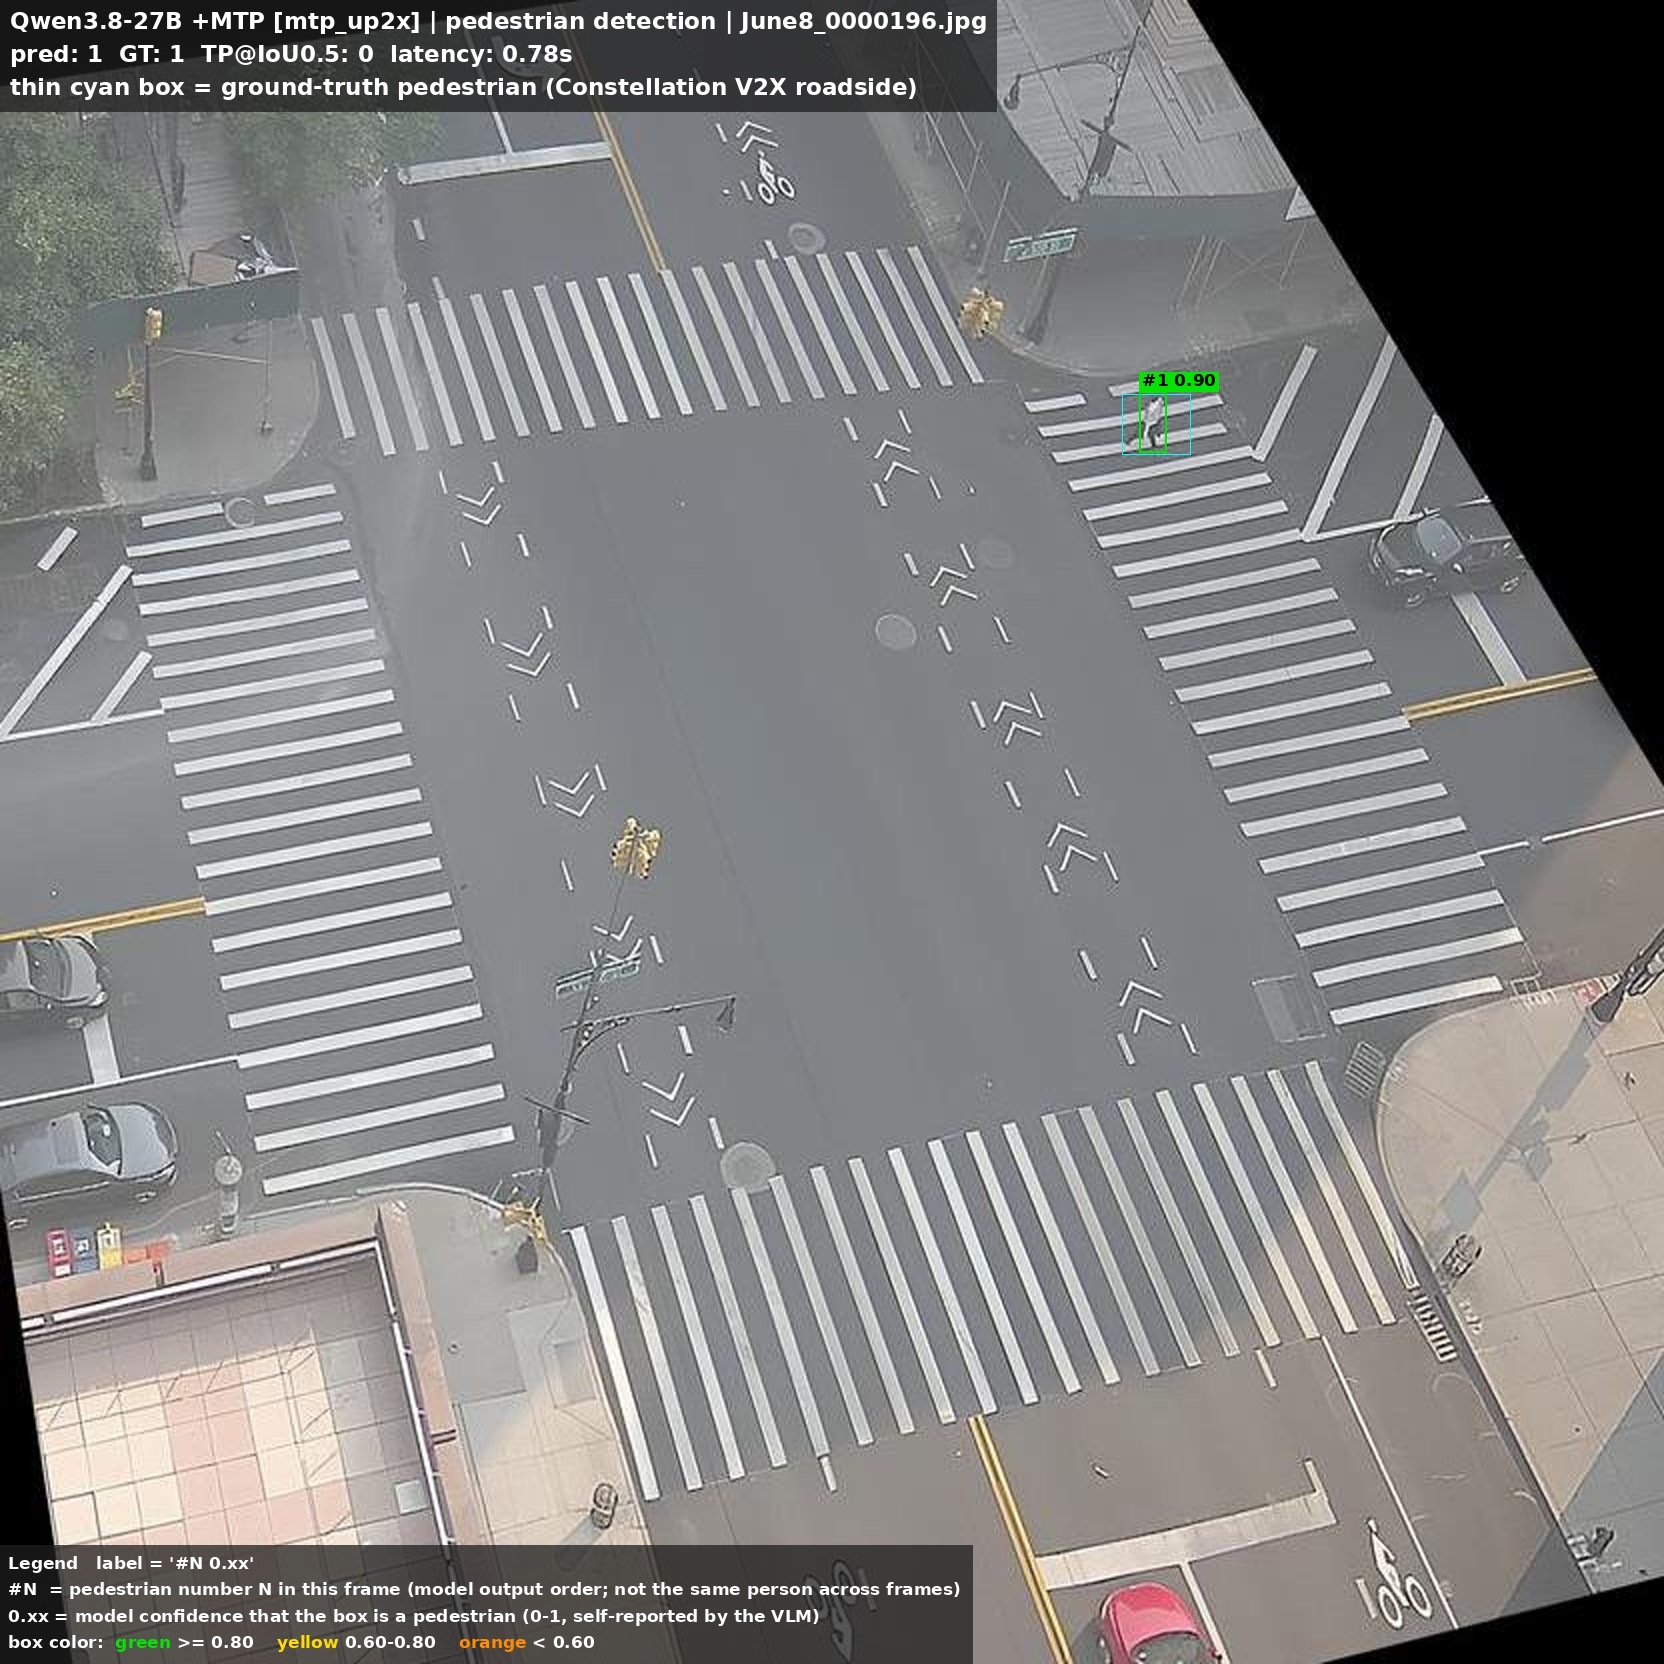 Qwen3.8-27B +MTP [mtp_up2x] | pedestrian detection | June8_0000196.jpg
pred: 1  GT: 1  TP@IoU0.5: 0  latency: 0.78s
thin cyan box = ground-truth pedestrian (Constellation V2X roadside)
#1 0.90
Legend   label = '#N 0.xx'
#N  = pedestrian number N in this frame (model output order; not the same person across frames)
0.xx = model confidence that the box is a pedestrian (0-1, self-reported by the VLM)
box color:  green >= 0.80    yellow 0.60-0.80    orange < 0.60